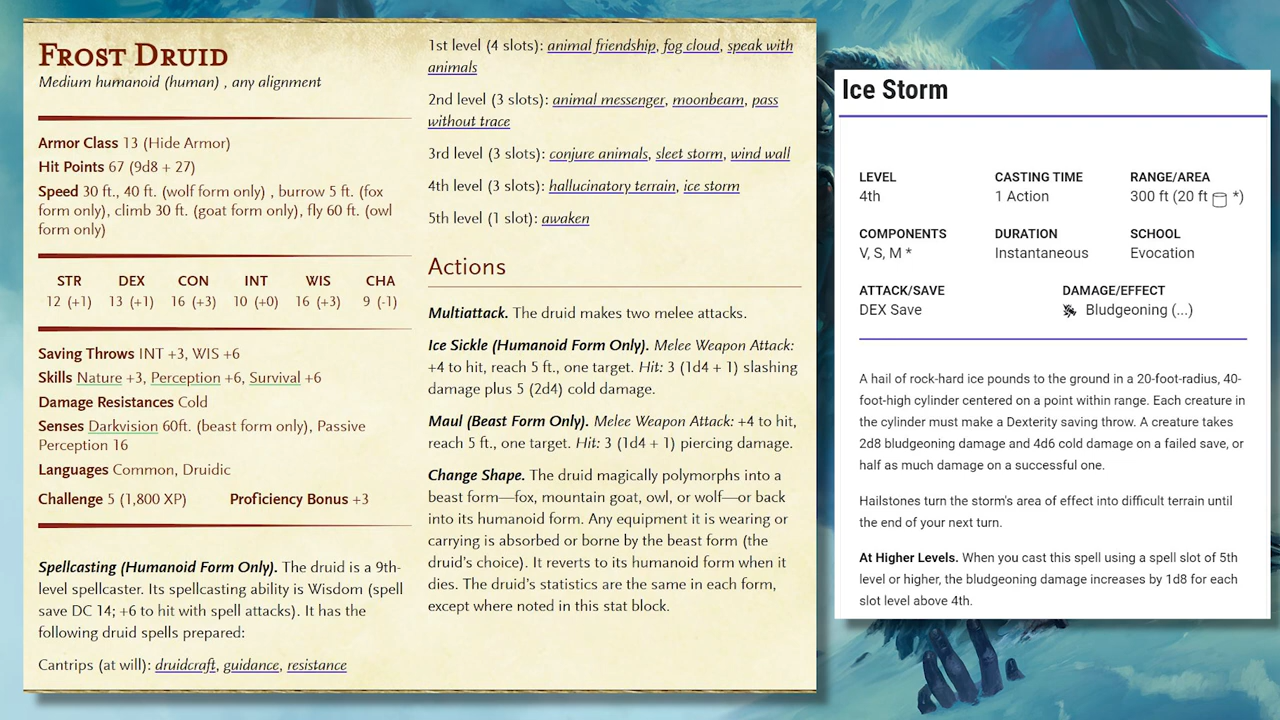 Frost Druid
Medium humanoid (human) , any alignment
Armor Class 13 (Hide Armor)
Hit Points 67 (9d8 + 27)
Speed 30 ft., 40 ft. (wolf form only) , burrow 5 ft. (fox
form only), climb 30 ft. (goat form only), fly 60 ft. (owl
form only)
STR DEX CON INT WIS CHA
12 (+1) 13 (+1) 16 (+3) 10 (+0) 16 (+3) 9 (-1)
Saving Throws INT +3, WIS +6
Skills Nature +3, Perception +6, Survival +6
Damage Resistances Cold
Senses Darkvision 60ft. (beast form only), Passive
Perception 16
Languages Common, Druidic
Challenge 5 (1,800 XP) Proficiency Bonus +3
Spellcasting (Humanoid Form Only). The druid is a 9th-
level spellcaster. Its spellcasting ability is Wisdom (spell
save DC 14; +6 to hit with spell attacks). It has the
following druid spells prepared:
Cantrips (at will): druidcraft, guidance, resistance
1st level (4 slots): animal friendship, fog cloud, speak with
animals
2nd level (3 slots): animal messenger, moonbeam, pass
without trace
3rd level (3 slots): conjure animals, sleet storm, wind wall
4th level (3 slots): hallucinatory terrain, ice storm
5th level (1 slot): awaken
Actions
Multiattack. The druid makes two melee attacks.
Ice Sickle (Humanoid Form Only). Melee Weapon Attack:
+4 to hit, reach 5 ft., one target. Hit: 3 (1d4 + 1) slashing
damage plus 5 (2d4) cold damage.
Maul (Beast Form Only). Melee Weapon Attack: +4 to hit,
reach 5 ft., one target. Hit: 3 (1d4 + 1) piercing damage.
Change Shape. The druid magically polymorphs into a
beast form—fox, mountain goat, owl, or wolf—or back
into its humanoid form. Any equipment it is wearing or
carrying is absorbed or borne by the beast form (the
druid's choice). It reverts to its humanoid form when it
dies. The druid's statistics are the same in each form,
except where noted in this stat block.
Ice Storm
LEVEL CASTING TIME RANGE/AREA
4th 1 Action 300 ft (20 ft *)
COMPONENTS DURATION SCHOOL
V, S, M * Instantaneous Evocation
ATTACK/SAVE DAMAGE/EFFECT
DEX Save Bludgeoning (...)
A hail of rock-hard ice pounds to the ground in a 20-foot-radius, 40-
foot-high cylinder centered on a point within range. Each creature in
the cylinder must make a Dexterity saving throw. A creature takes
2d8 bludgeoning damage and 4d6 cold damage on a failed save, or
half as much damage on a successful one.
Hailstones turn the storm's area of effect into difficult terrain until
the end of your next turn.
At Higher Levels. When you cast this spell using a spell slot of 5th
level or higher, the bludgeoning damage increases by 1d8 for each
slot level above 4th.